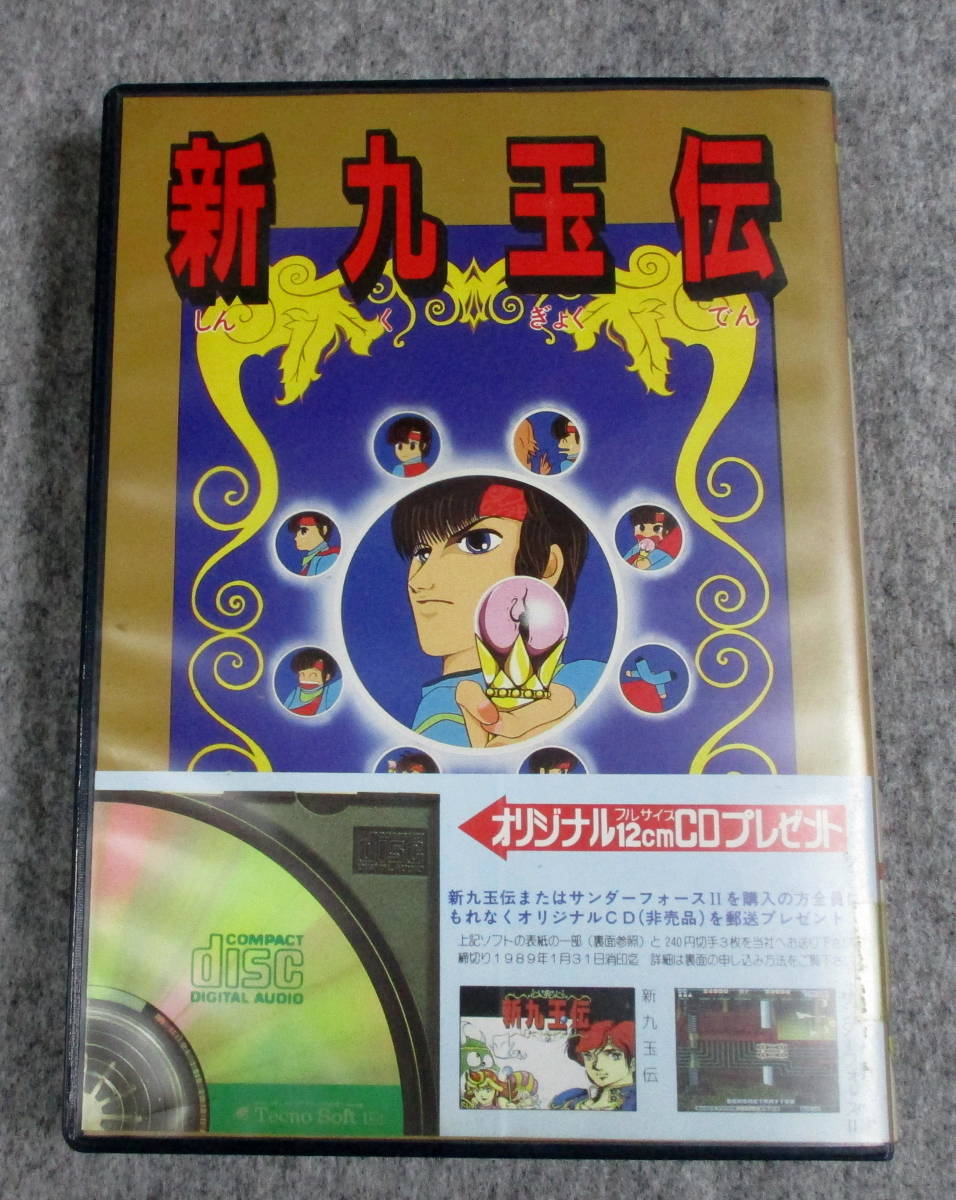 新九玉伝
しん く ぎょく でん
オリジナルフルサイズ12cmCDプレゼント
新九玉伝またはサンダーフォースIIを購入の方全員に
もれなくオリジナルCD(非売品)を郵送プレゼント
上記ソフトの表紙の一部(裏面参照)と240円切手3枚を当社へお送り下さい
締切り1989年1月31日消印迄 詳細は裏面の申し込み方法をご覧下さい
disc
COMPACT
disc
DIGITAL AUDIO
Tecno Soft
新九玉伝
新九玉伝